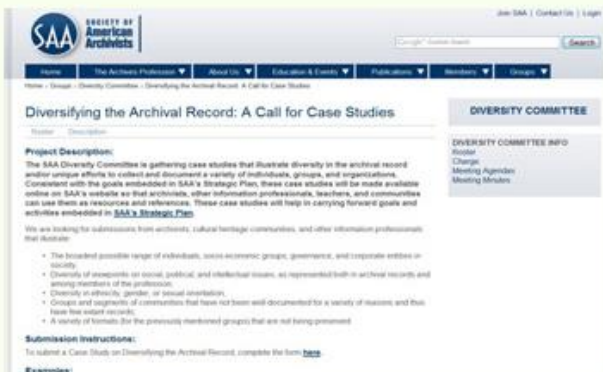 Join SAA | Contact Us | Login
SAA
SOCIETY OF
American
Archivists
Search
Home
The Archives Profession
About Us
Education & Events
Publications
Members
Groups
Home » Groups » Diversity Committee » Diversifying the Archival Record: A Call for Case Studies
Diversifying the Archival Record: A Call for Case Studies
Roster Description
Project Description:
The SAA Diversity Committee is gathering case studies that illustrate diversity in the archival record
and/or unique efforts to collect and document a variety of individuals, groups, and organizations.
Consistent with the goals embedded in SAA's Strategic Plan, these case studies will be made available
online on SAA's website so that archivists, other information professionals, teachers, and communities
can use them as resources and references. These case studies will help in carrying forward goals and
activities embedded in SAA's Strategic Plan.
We are looking for submissions from archivists, cultural heritage communities, and other information professionals
that illustrate:
• The broadest possible range of individuals, socio-economic groups, governance, and corporate entities in
society;
• Diversity of viewpoints on social, political, and intellectual issues, as represented both in archival records and
among members of the profession;
• Diversity in ethnicity, gender, or sexual orientation;
• Groups and segments of communities that have not been well documented for a variety of reasons and thus
have few extant records;
• A variety of formats (for the previously mentioned groups) that are not being preserved
Submission Instructions:
To submit a Case Study on Diversifying the Archival Record, complete the form here.
Examples:
DIVERSITY COMMITTEE
DIVERSITY COMMITTEE INFO
Roster
Charge
Meeting Agendas
Meeting Minutes